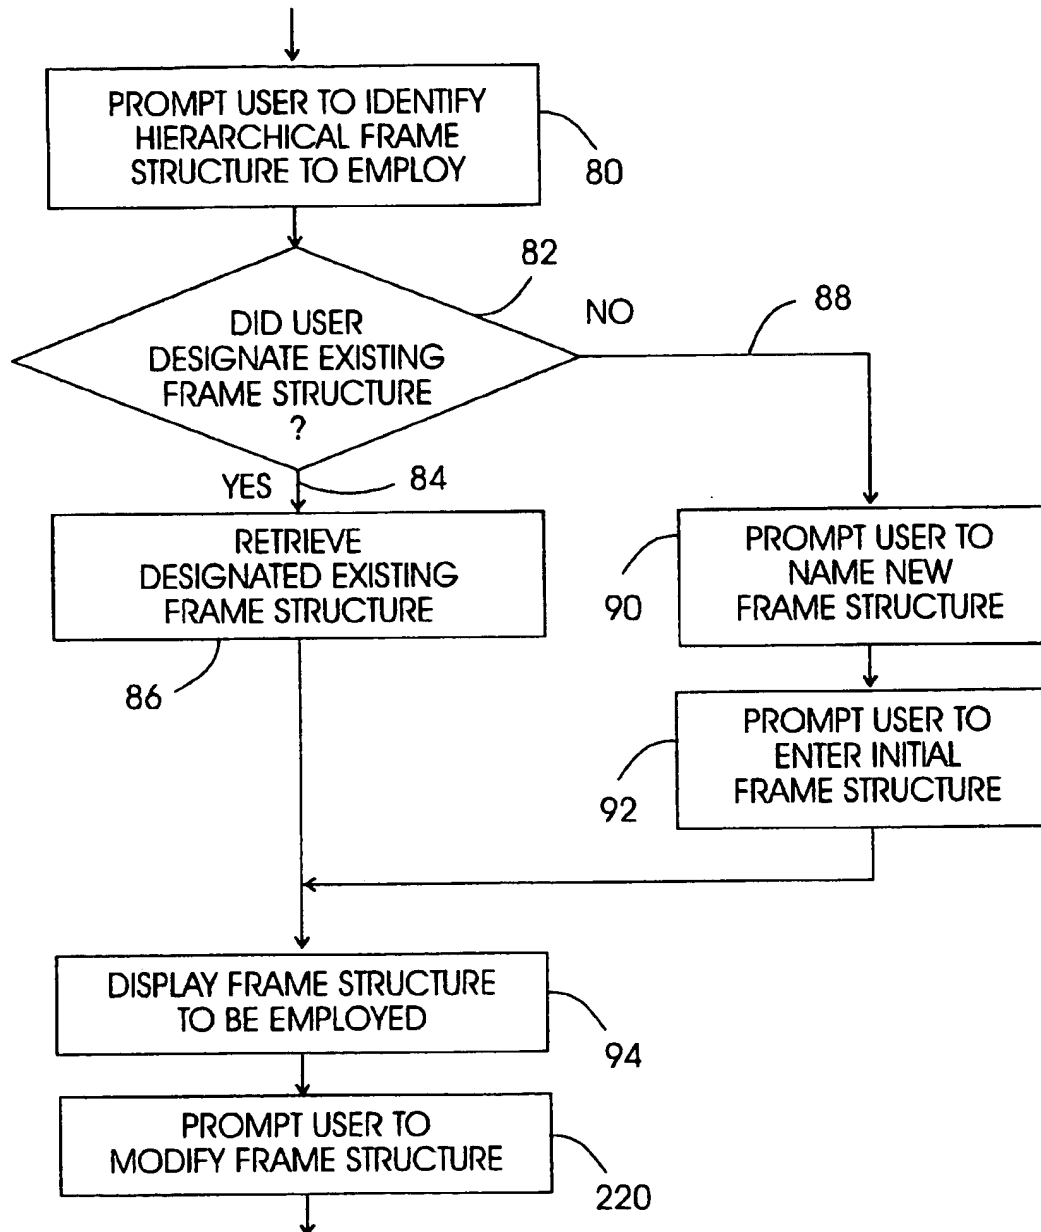 PROMPT USER TO IDENTIFY
HIERARCHICAL FRAME
STRUCTURE TO EMPLOY
80
82
DID USER
DESIGNATE EXISTING
FRAME STRUCTURE
?
NO
88
YES
84
RETRIEVE
DESIGNATED EXISTING
FRAME STRUCTURE
86
PROMPT USER TO
NAME NEW
FRAME STRUCTURE
90
PROMPT USER TO
ENTER INITIAL
FRAME STRUCTURE
92
DISPLAY FRAME STRUCTURE
TO BE EMPLOYED
94
PROMPT USER TO
MODIFY FRAME STRUCTURE
220